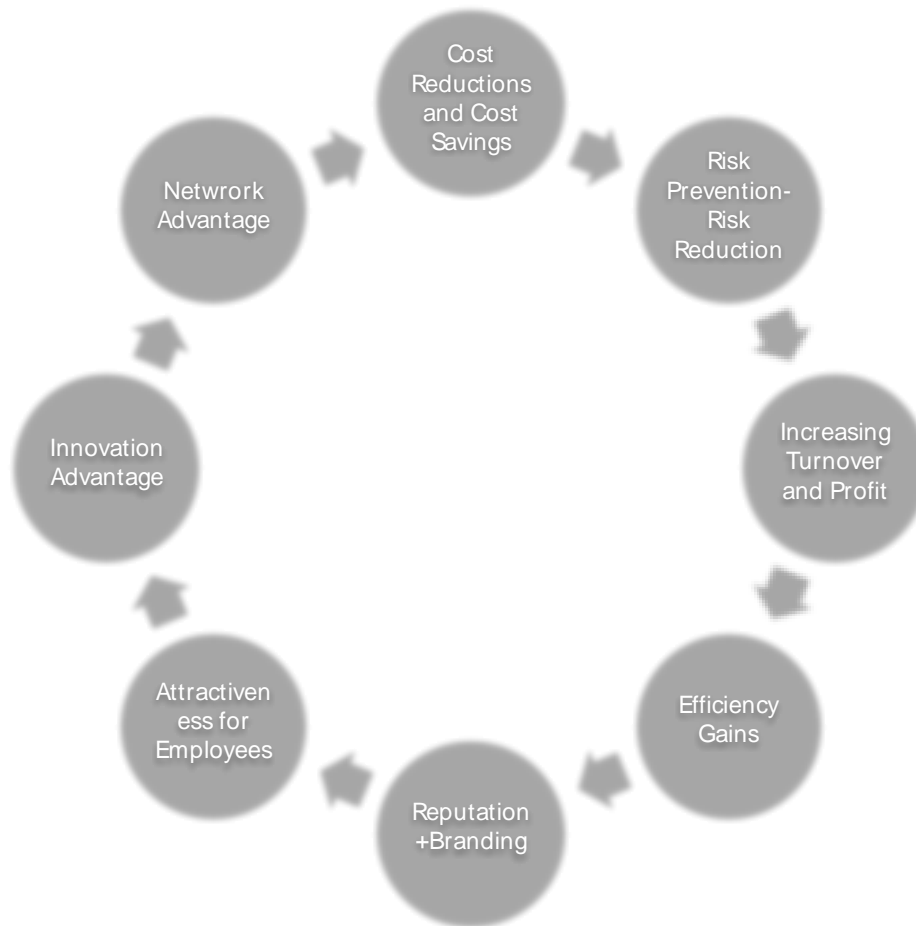 Cost
Reductions
and Cost
Savings
Risk
Prevention-
Risk
Reduction
Increasing
Turnover
and Profit
Efficiency
Gains
Reputation
+Branding
Attractiven
ess for
Employees
Innovation
Advantage
Netwrork
Advantage